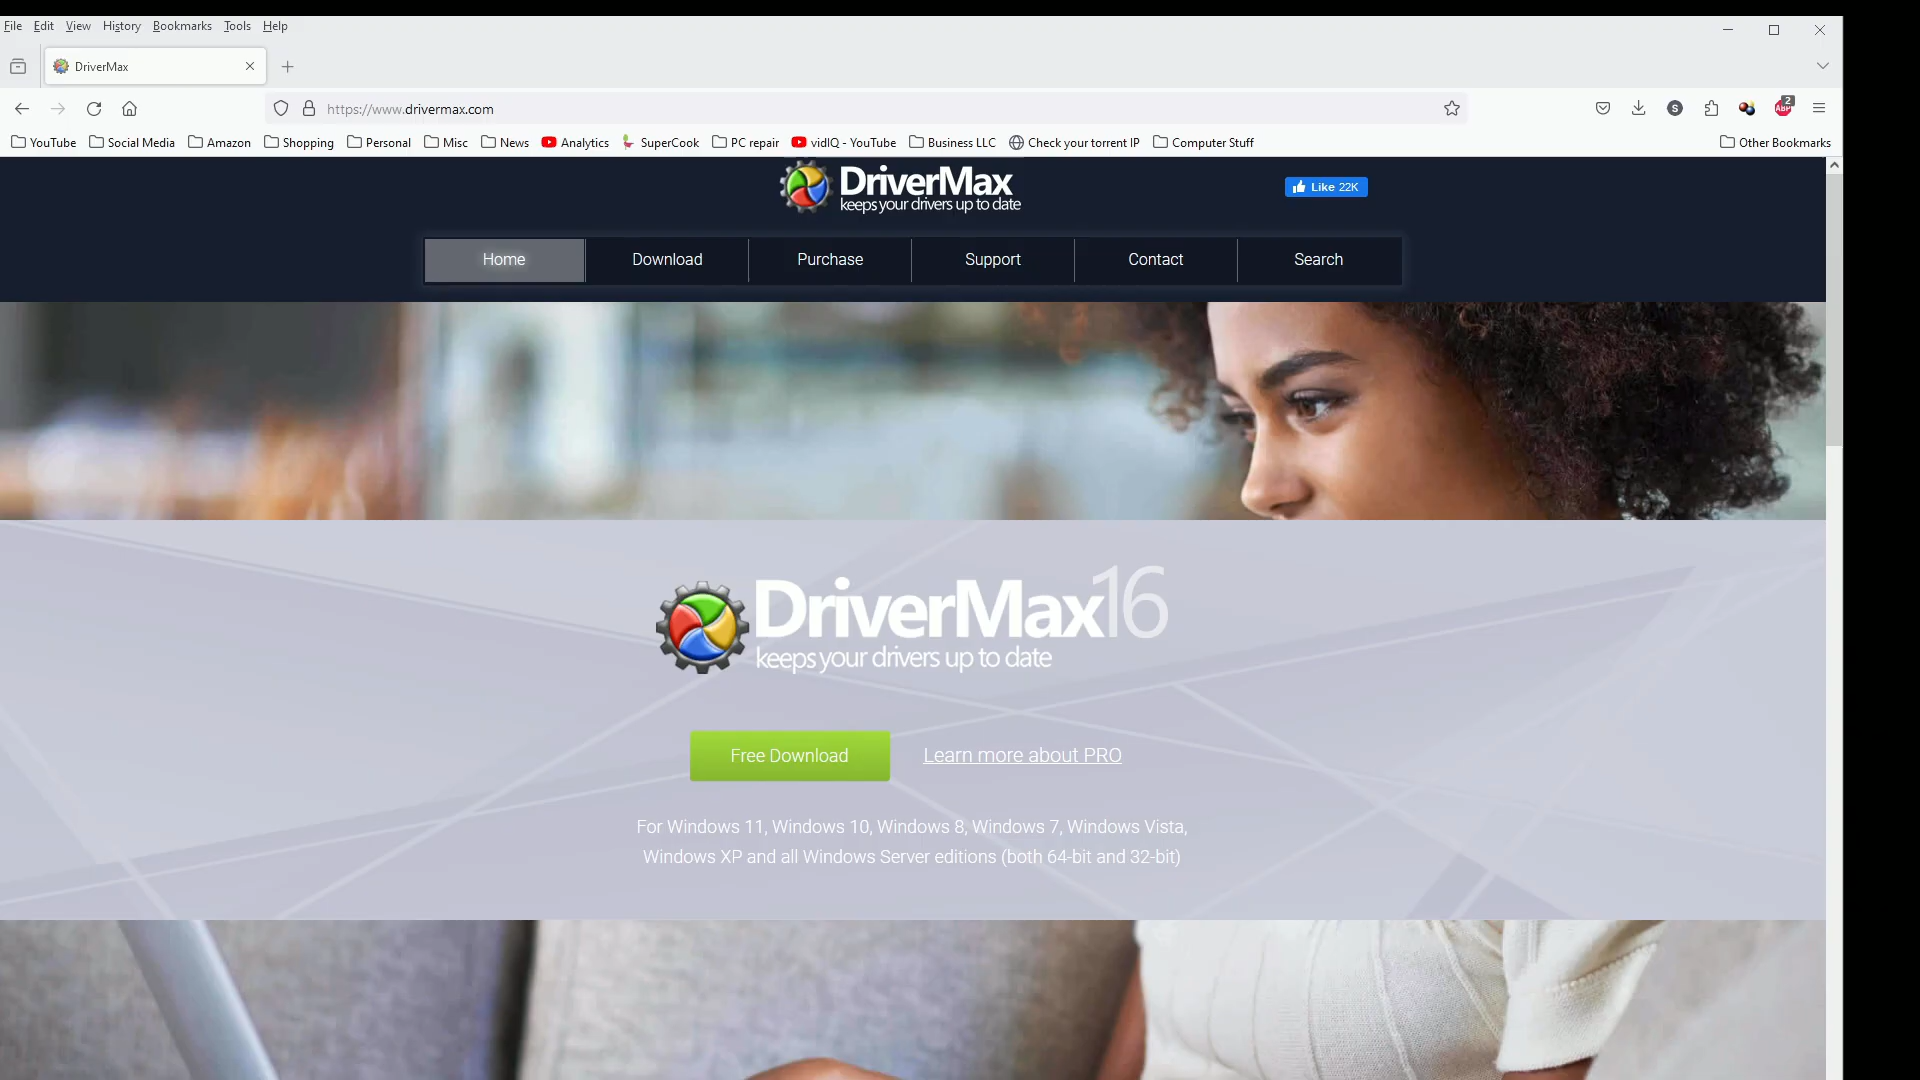 File Edit View History Bookmarks Tools Help
DriverMax
https://www.drivermax.com
S
ABP
2
YouTube Social Media Amazon Shopping Personal Misc News Analytics SuperCook PC repair vidIQ - YouTube Business LLC Check your torrent IP Computer Stuff Other Bookmarks
DriverMax
keeps your drivers up to date
Like 22K
Home Download Purchase Support Contact Search
DriverMax16
keeps your drivers up to date
Free Download Learn more about PRO
For Windows 11, Windows 10, Windows 8, Windows 7, Windows Vista,
Windows XP and all Windows Server editions (both 64-bit and 32-bit)